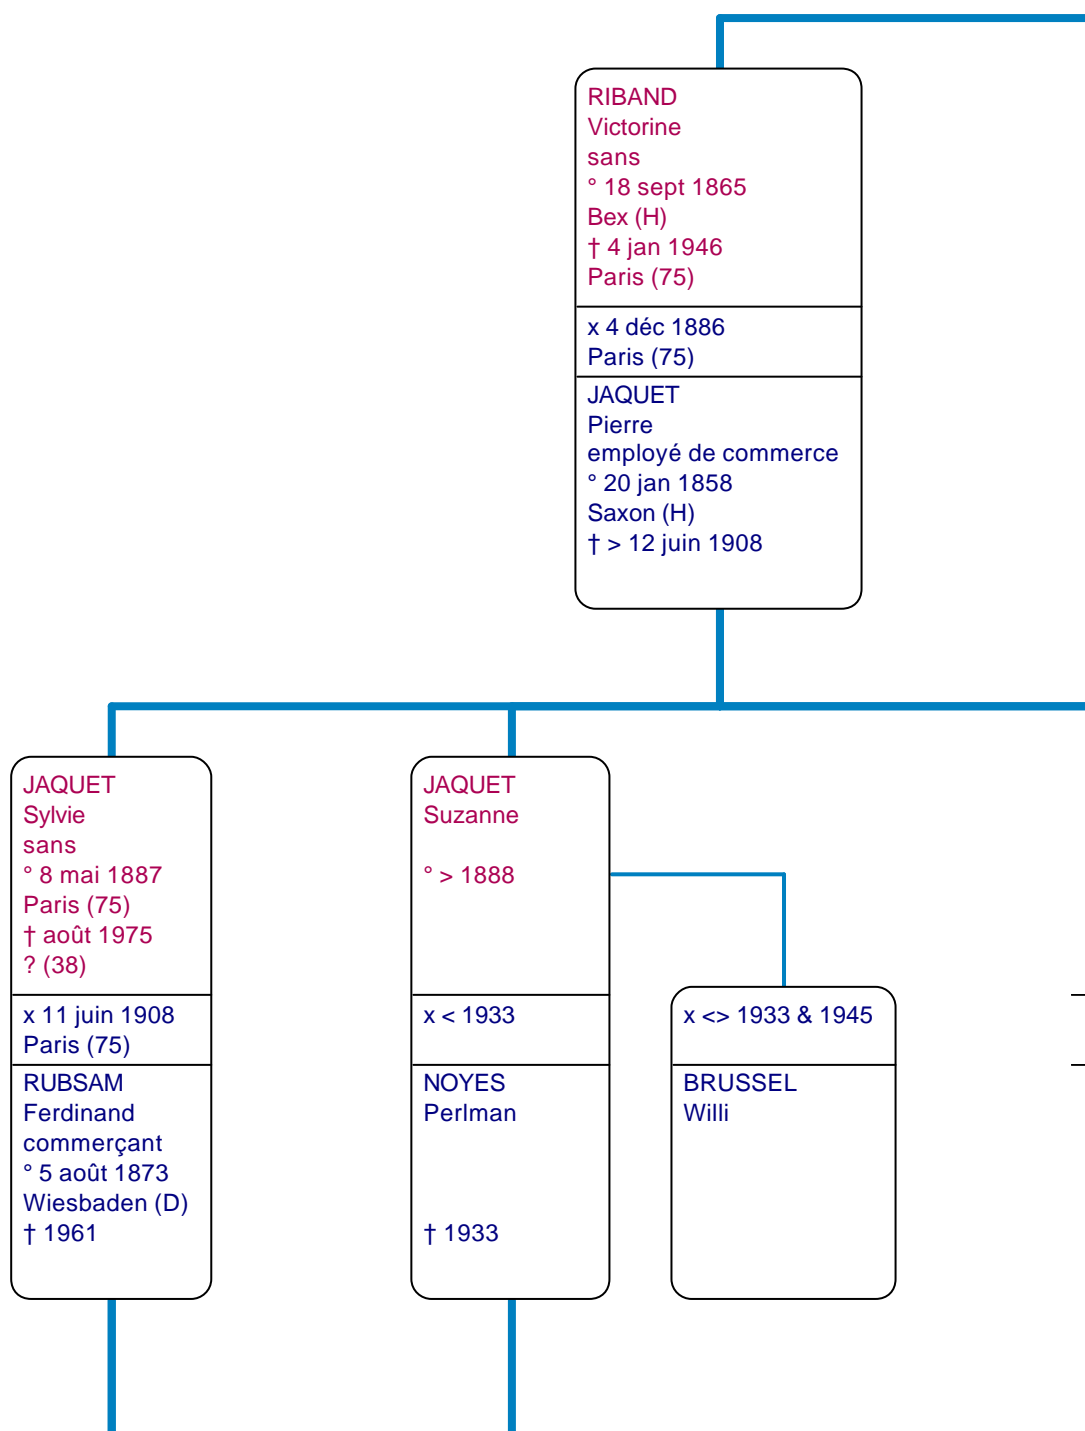 RIBAND
Victorine
sans
° 18 sept 1865
Bex (H)
† 4 jan 1946
Paris (75)
x 4 déc 1886
Paris (75)
JAQUET
Pierre
employé de commerce
° 20 jan 1858
Saxon (H)
† > 12 juin 1908
JAQUET
Sylvie
sans
° 8 mai 1887
Paris (75)
† août 1975
? (38)
x 11 juin 1908
Paris (75)
RUBSAM
Ferdinand
commerçant
° 5 août 1873
Wiesbaden (D)
† 1961
JAQUET
Suzanne
° > 1888
x < 1933
NOYES
Perlman
† 1933
x <> 1933 & 1945
BRUSSEL
Willi